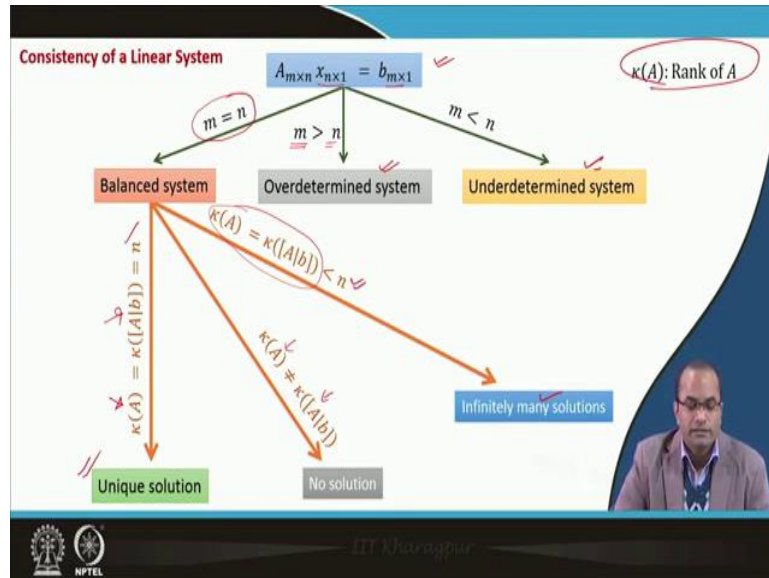 Consistency of a Linear System
A_{m×n} x_{n×1} = b_{m×1}
κ(A): Rank of A
m = n
m > n
m < n
Balanced system
Overdetermined system
Underdetermined system
κ(A) = κ([A|b]) = n
κ(A) ≠ κ([A|b])
κ(A) = κ([A|b]) < n
Unique solution
No solution
Infinitely many solutions
IIT Kharagpur
NPTEL